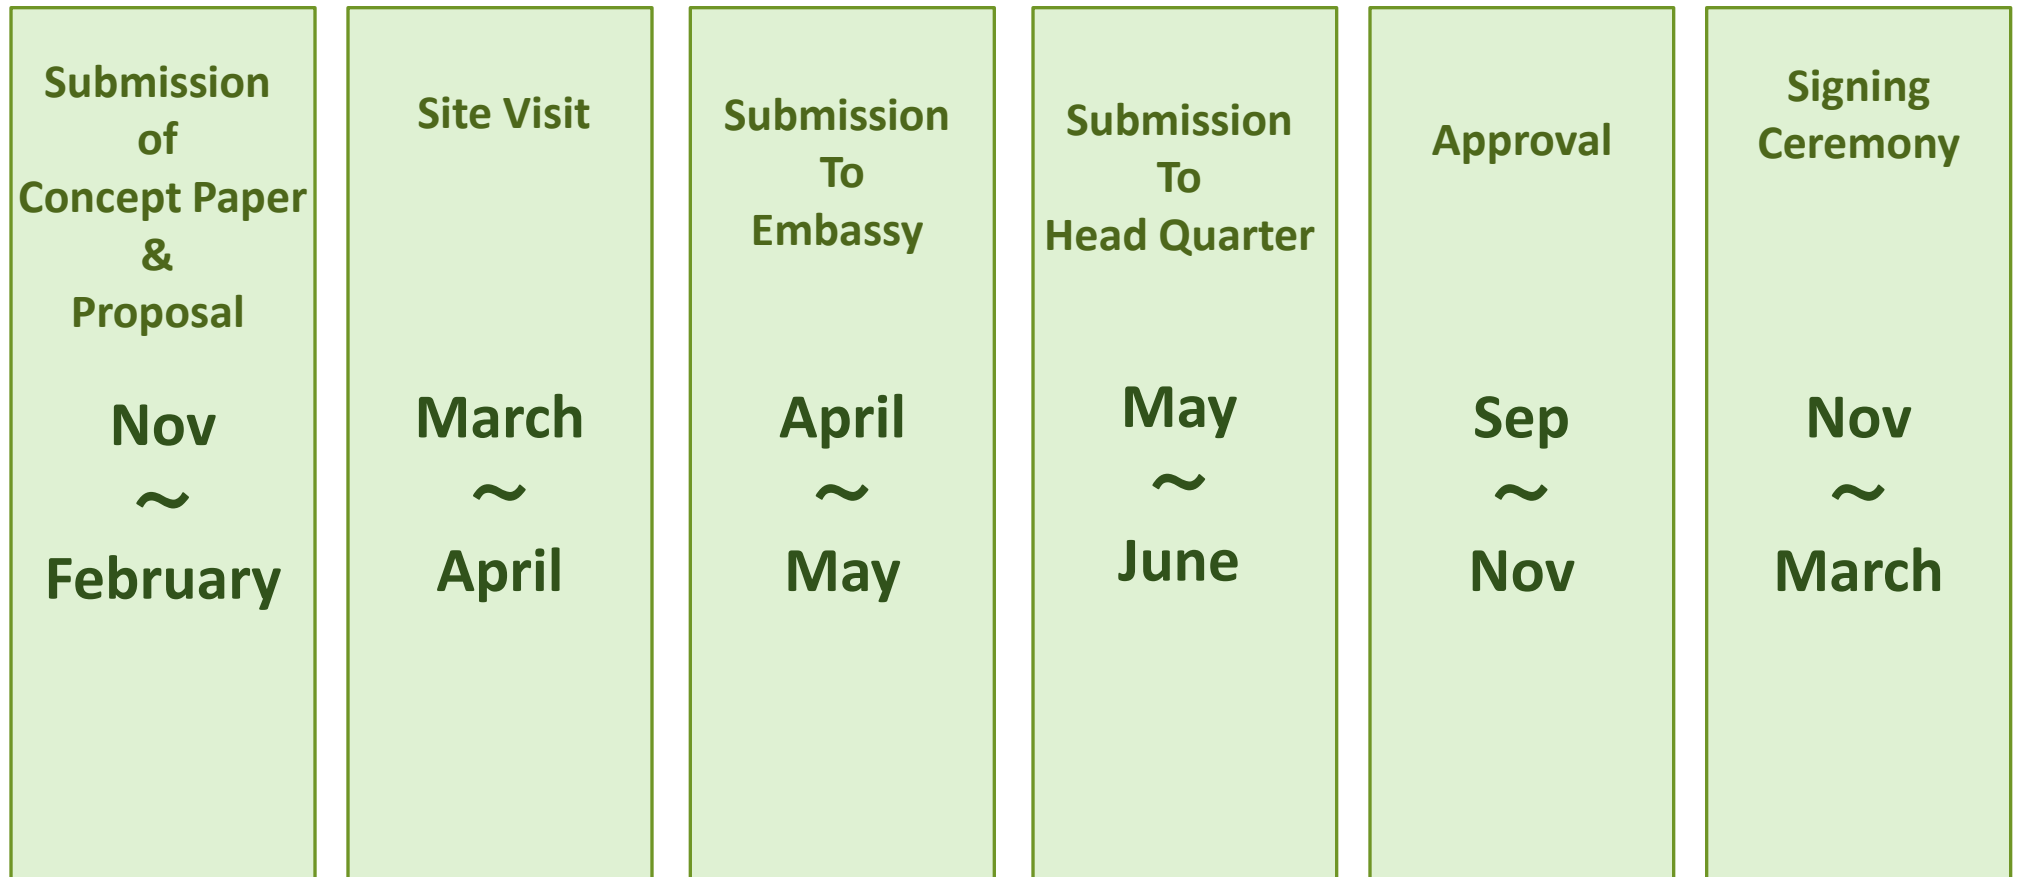 Submission
of
Concept Paper
&
Proposal
Nov
~
February
Site Visit
March
~
April
Submission
To
Embassy
April
~
May
Submission
To
Head Quarter
May
~
June
Approval
Sep
~
Nov
Signing
Ceremony
Nov
~
March